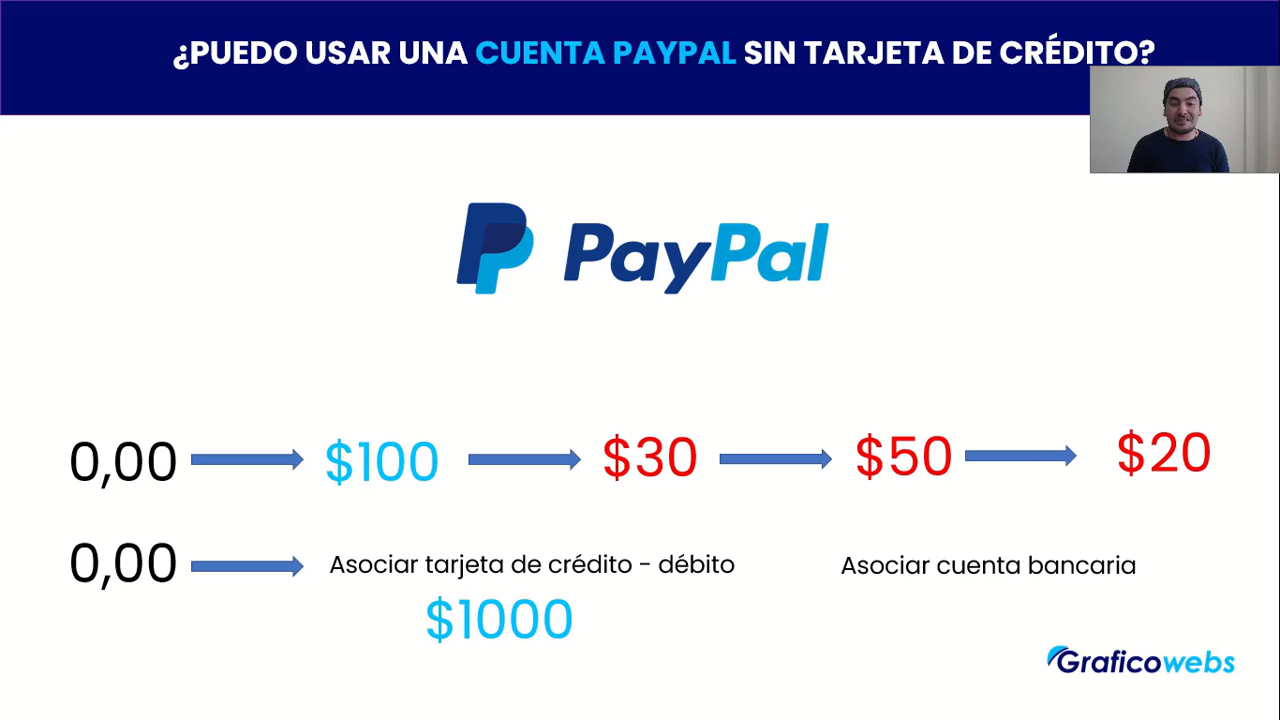 ¿PUEDO USAR UNA CUENTA PAYPAL SIN TARJETA DE CRÉDITO?
PayPal
0,00 $100 $30 $50 $20
0,00 Asociar tarjeta de crédito - débito Asociar cuenta bancaria
$1000
Graficowebs